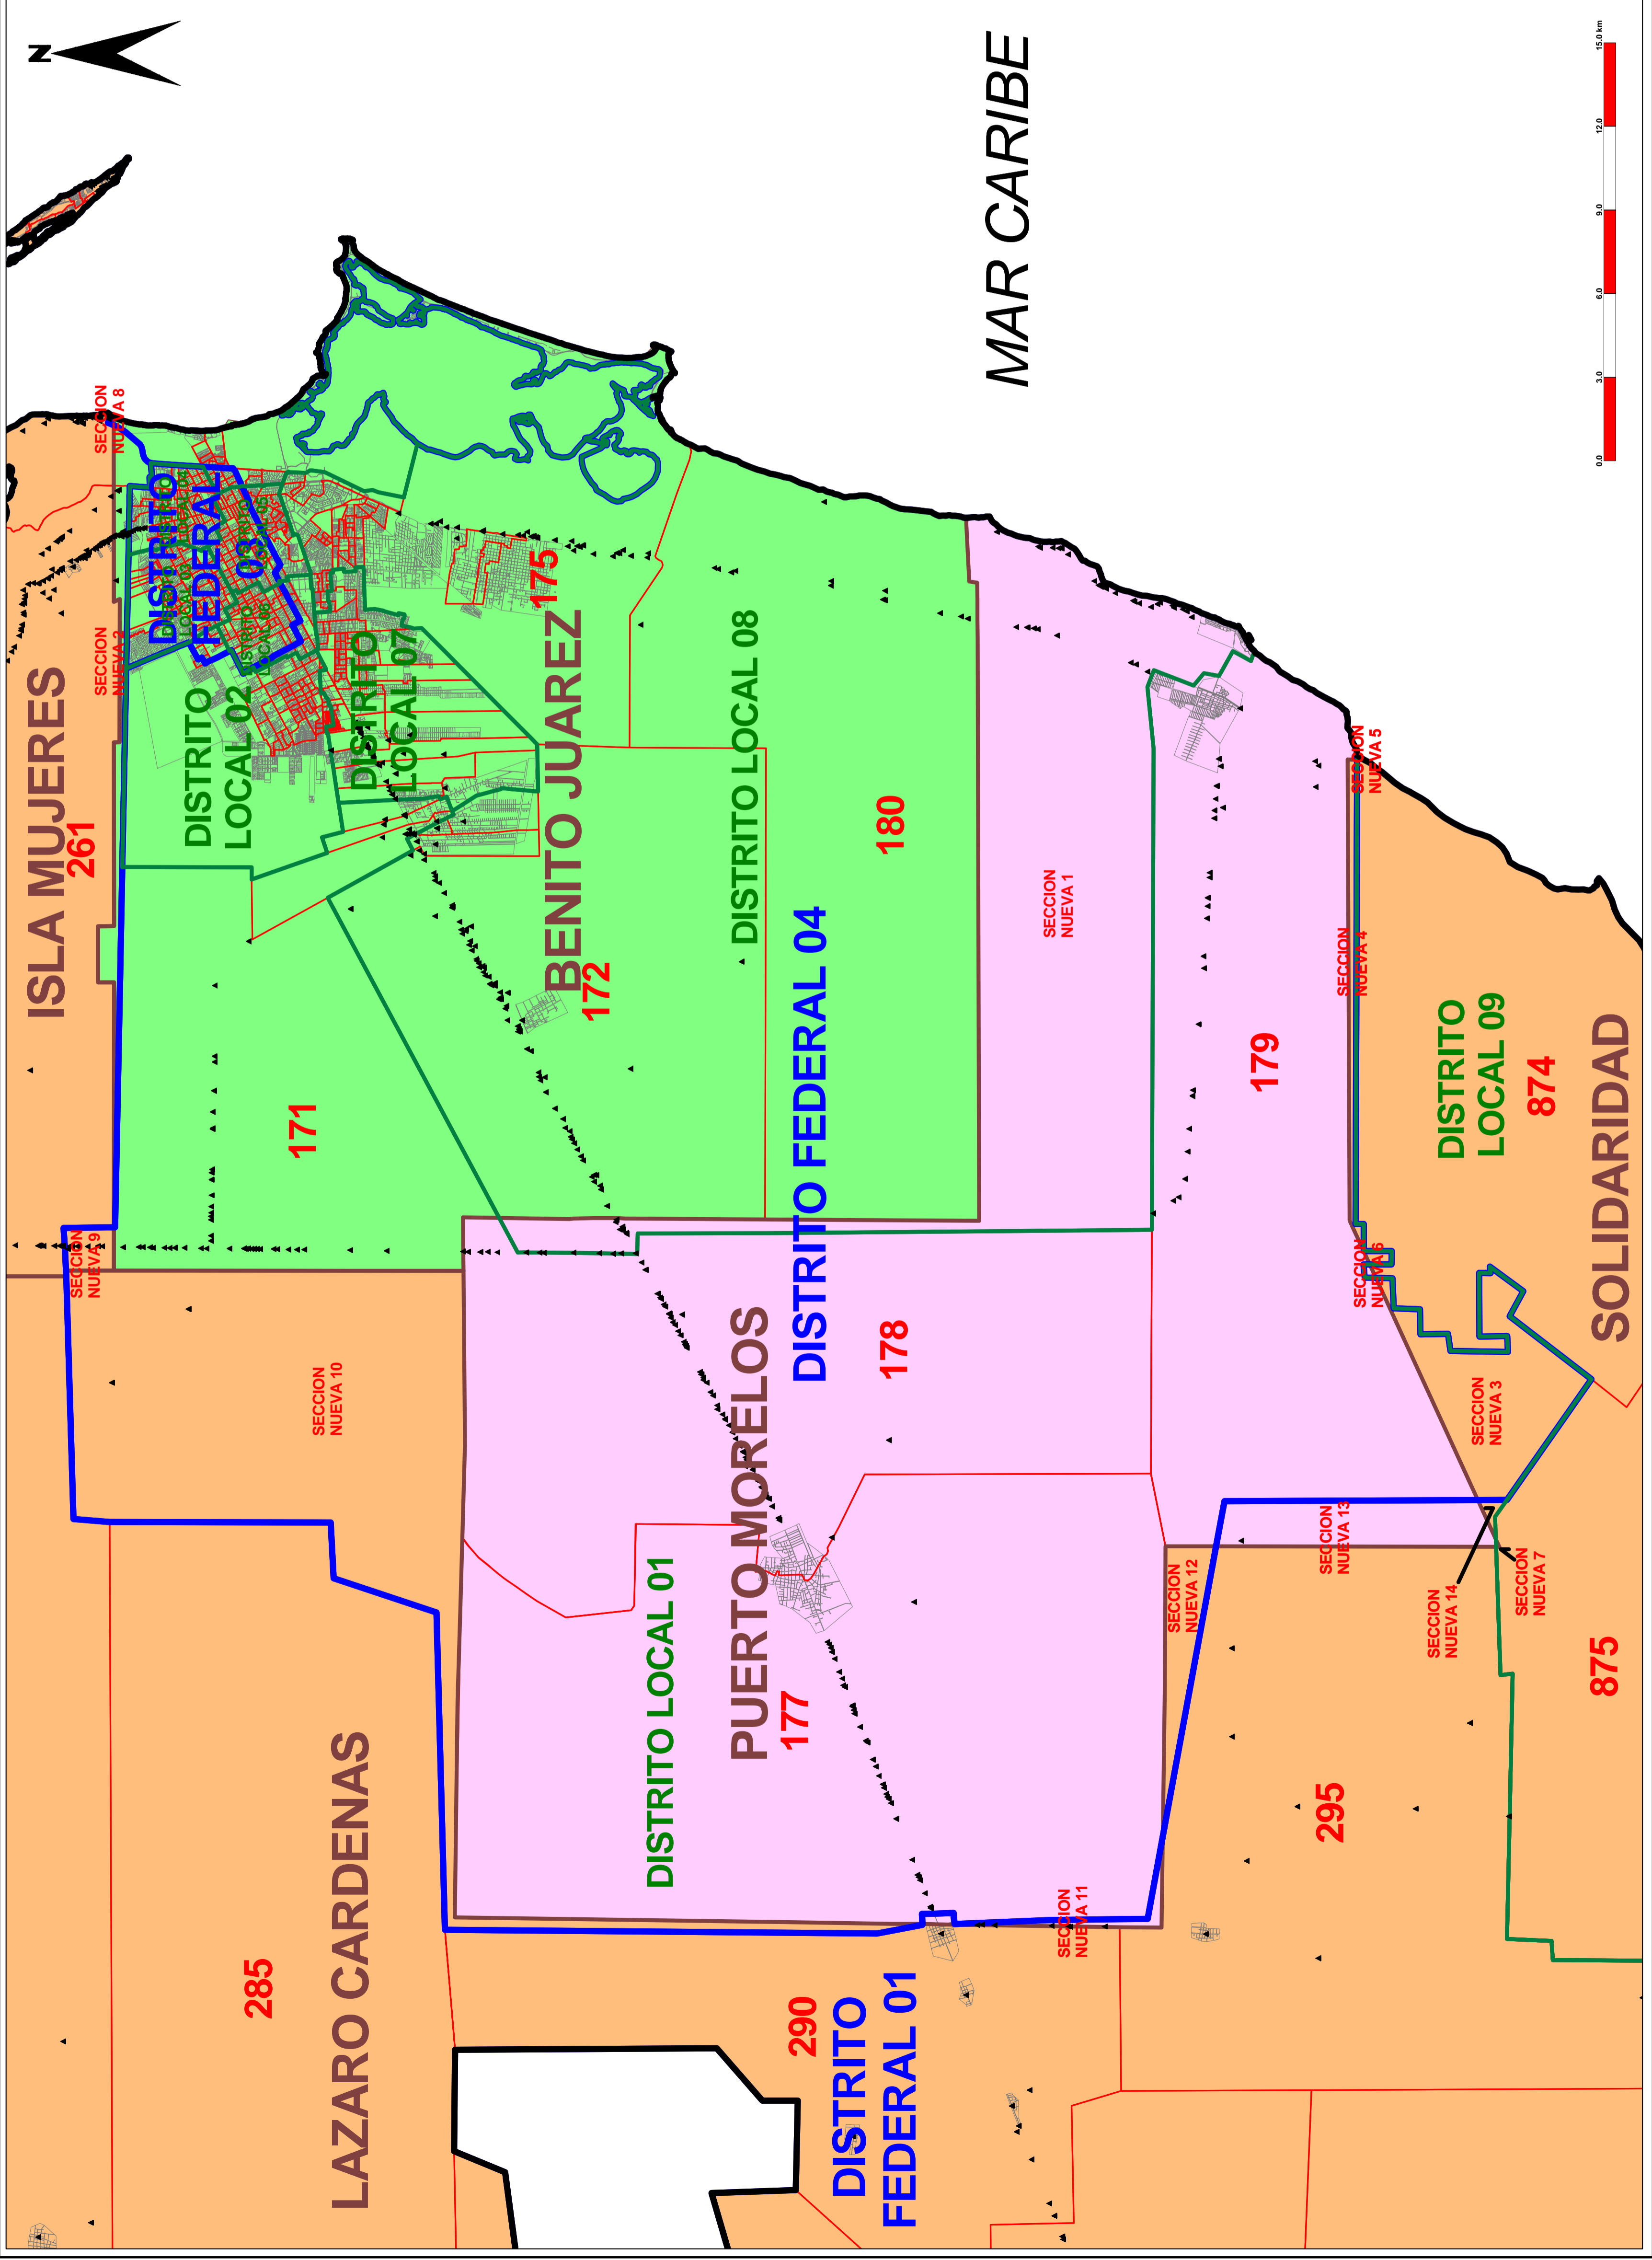 N
MAR CARIBE
0.0
3.0
6.0
9.0
12.0
15.0 km
ISLA MUJERES
261
SECCION
NUEVA 8
SECCION
NUEVA 2
SECCION
NUEVA 9
DISTRITO
FEDERAL
03
DISTRITO
LOCAL 02
DISTRITO
LOCAL 07
175
BENITO JUAREZ
172
171
DISTRITO LOCAL 08
180
DISTRITO FEDERAL 04
SECCION
NUEVA 1
179
SECCION
NUEVA 5
SECCION
NUEVA 4
SECCION
NUEVA 6
DISTRITO
LOCAL 09
874
SOLIDARIDAD
SECCION
NUEVA 10
178
PUERTO MORELOS
177
DISTRITO LOCAL 01
SECCION
NUEVA 3
SECCION
NUEVA 13
SECCION
NUEVA 12
SECCION
NUEVA 14
SECCION
NUEVA 7
875
295
SECCION
NUEVA 11
LAZARO CARDENAS
285
290
DISTRITO
FEDERAL 01